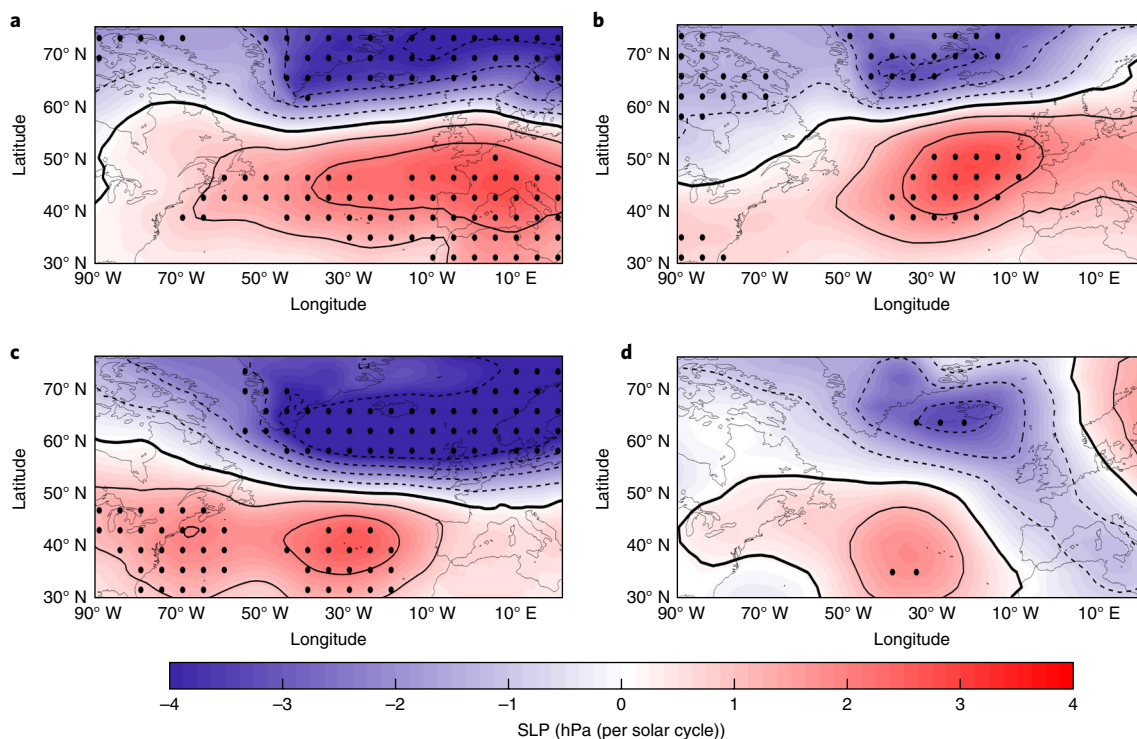 a
b
70° N
60° N
50° N
40° N
30° N
Latitude
90° W 70° W 50° W 30° W 10° W 10° E
Longitude
70° N
60° N
50° N
40° N
30° N
Latitude
90° W 70° W 50° W 30° W 10° W 10° E
Longitude
c
d
70° N
60° N
50° N
40° N
30° N
Latitude
90° W 70° W 50° W 30° W 10° W 10° E
Longitude
70° N
60° N
50° N
40° N
30° N
Latitude
90° W 70° W 50° W 30° W 10° W 10° E
Longitude
−4 −3 −2 −1 0 1 2 3 4
SLP (hPa (per solar cycle))